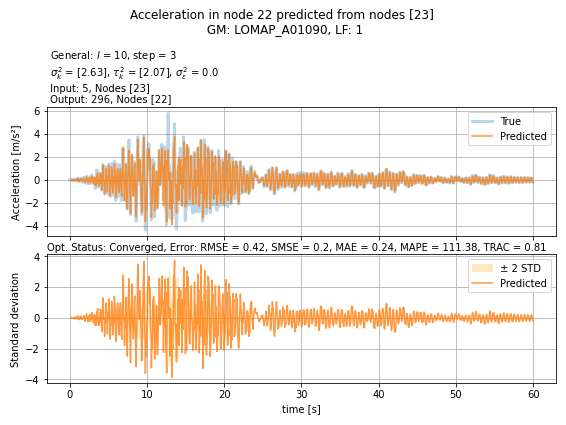 Acceleration in node 22 predicted from nodes [23]
GM: LOMAP_A01090, LF: 1
General: l = 10, step = 3
σ²ₖ = [2.63], τ²ₖ = [2.07], σ²ε = 0.0
Input: 5, Nodes [23]
Output: 296, Nodes [22]
Acceleration [m/s²]
6
4
2
0
−2
−4
True
Predicted
Opt. Status: Converged, Error: RMSE = 0.42, SMSE = 0.2, MAE = 0.24, MAPE = 111.38, TRAC = 0.81
Standard deviation
4
2
0
−2
−4
± 2 STD
Predicted
0 10 20 30 40 50 60
time [s]